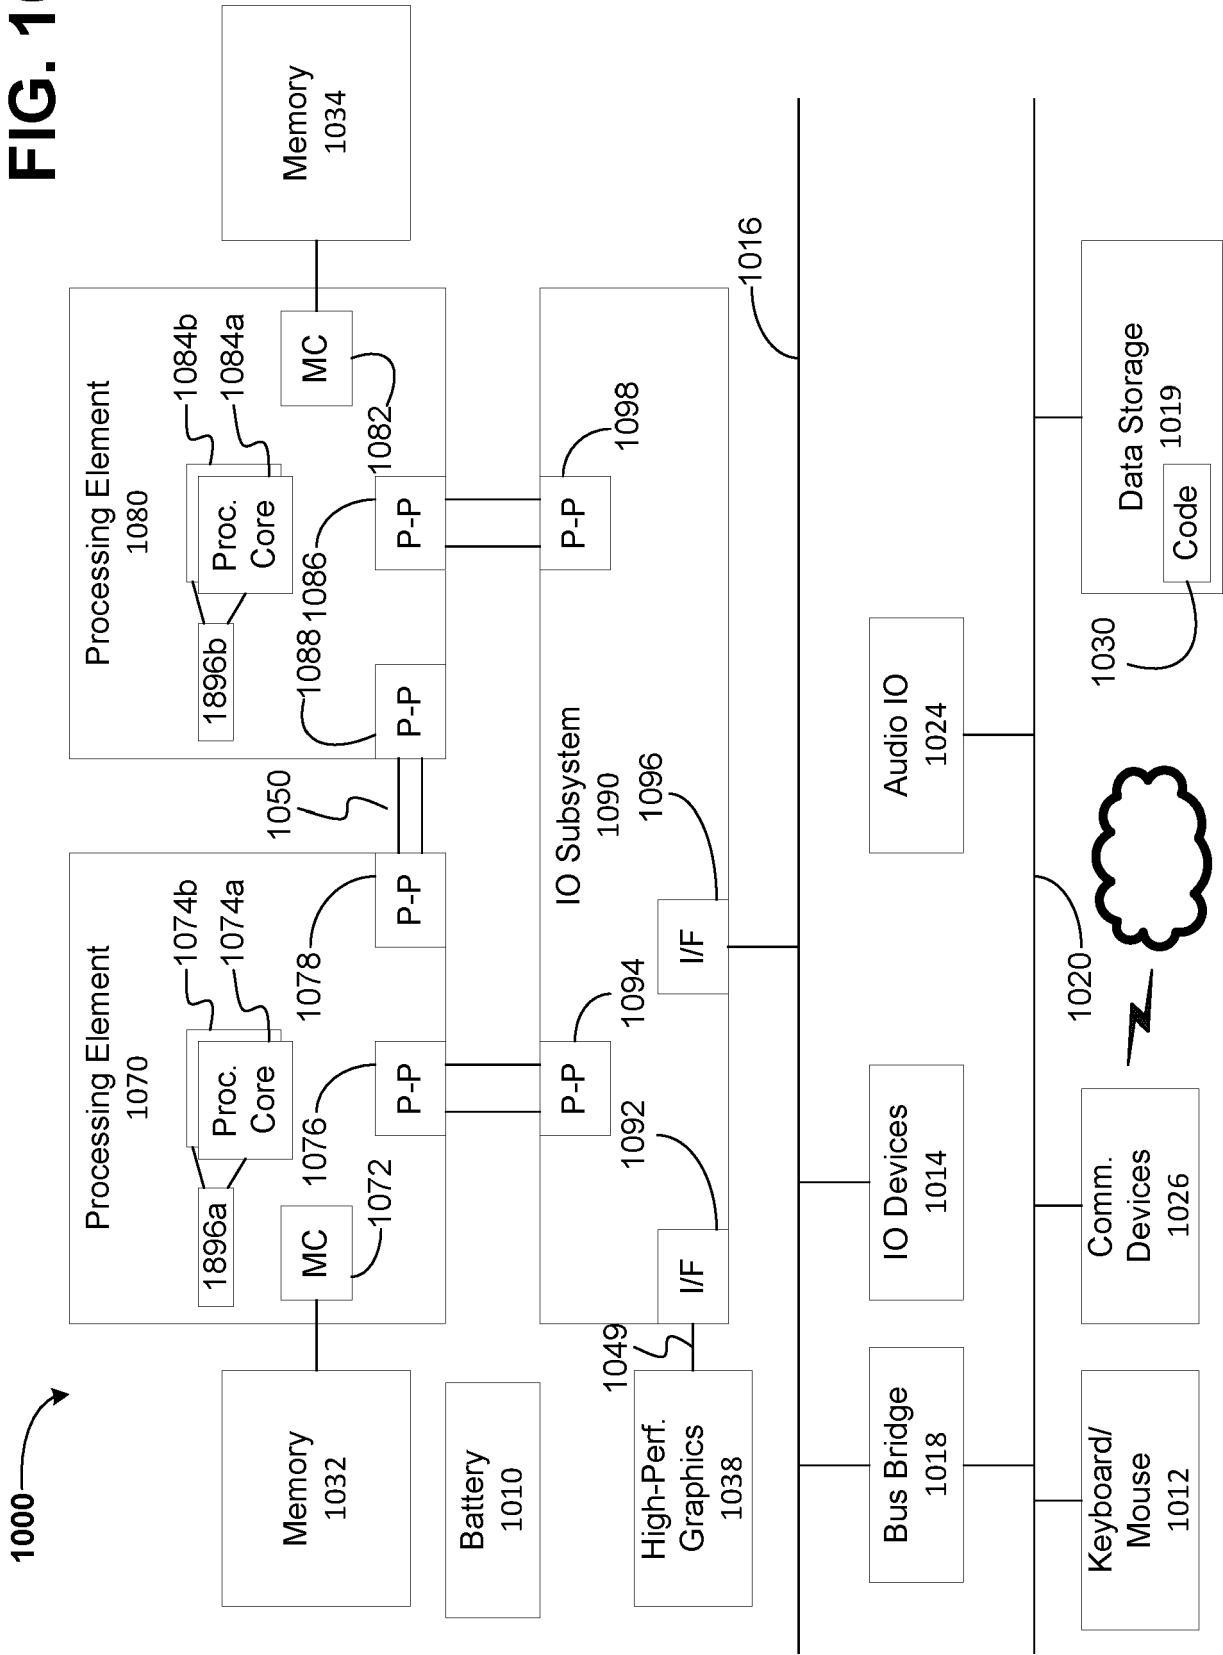 1000
FIG. 1
Processing Element
1070
1074b
1074a
1896a
Proc.
Core
MC
1072
1076
P-P
1078
P-P
1050
Processing Element
1080
1084b
1084a
1896b
Proc.
Core
MC
1082
1088
P-P
1086
P-P
Memory
1032
Memory
1034
Battery
1010
P-P
1094
IO Subsystem
1090
P-P
1098
1092
I/F
1096
I/F
1049
High-Perf.
Graphics
1038
1016
Bus Bridge
1018
IO Devices
1014
Audio IO
1024
1020
Keyboard/
Mouse
1012
Comm.
Devices
1026
1030
Data Storage
1019
Code